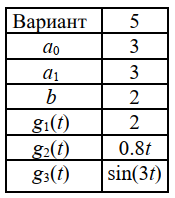 Вариант 5
a₀ 3
a₁ 3
b 2
g₁(t) 2
g₂(t) 0.8t
g₃(t) sin(3t)